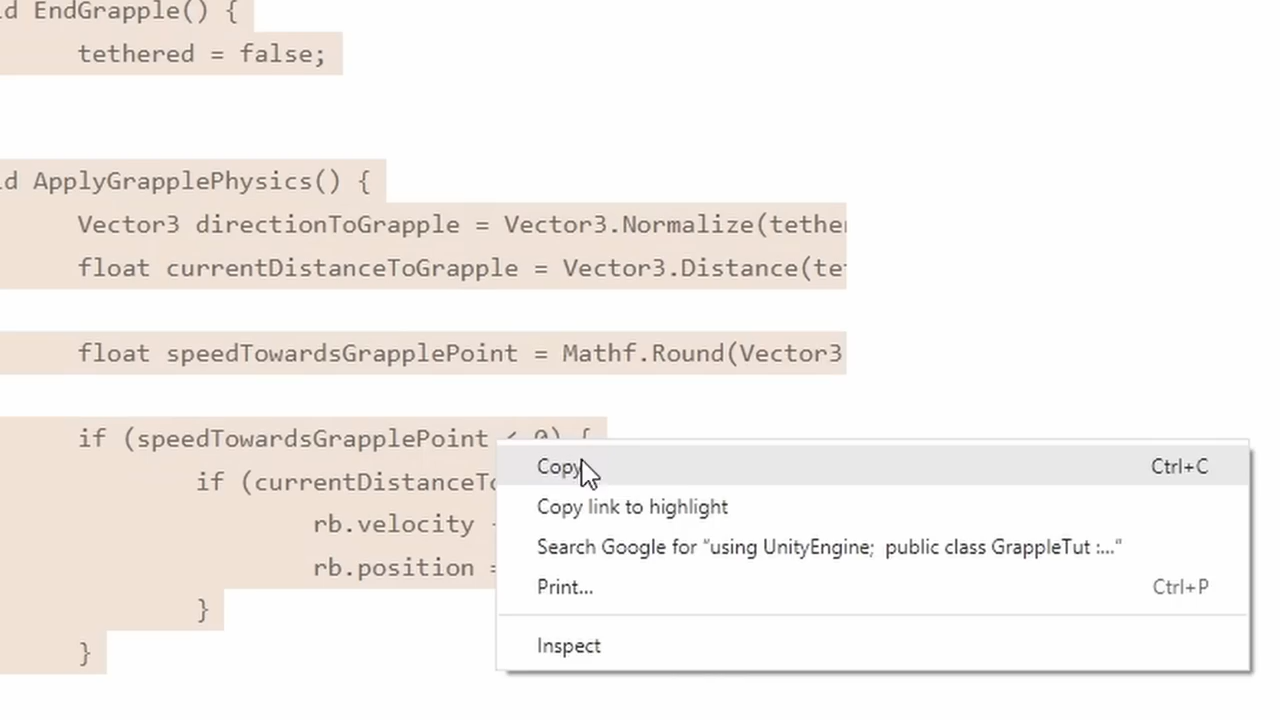 d EndGrapple() {
tethered = false;
d ApplyGrapplePhysics() {
Vector3 directionToGrapple = Vector3.Normalize(tethe
float currentDistanceToGrapple = Vector3.Distance(te
float speedTowardsGrapplePoint = Mathf.Round(Vector3
if (speedTowardsGrapplePoint < 0) {
if (currentDistanceTo
rb.velocity
rb.position =
}
}
Copy Ctrl+C
Copy link to highlight
Search Google for “using UnityEngine;  public class GrappleTut :...“
Print... Ctrl+P
Inspect